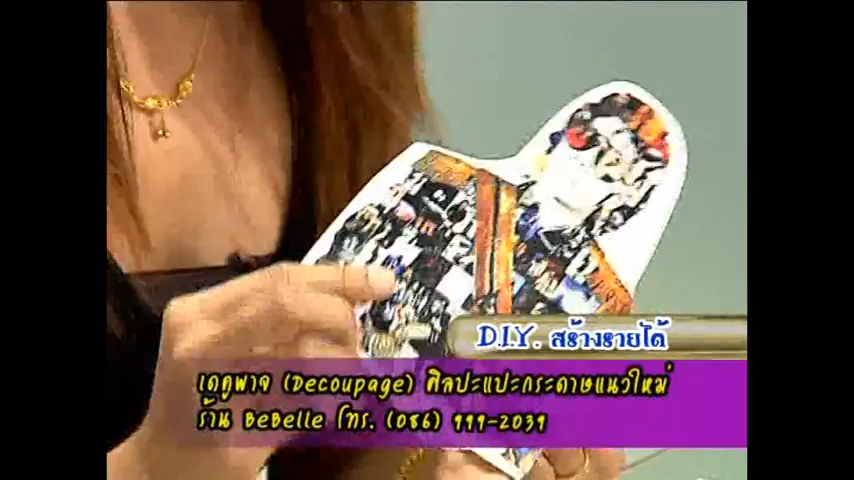 D.I.Y. สร้างรายได้
เดคูพาจ (Decoupage) ศิลปะแปะกระดาษแนวใหม่
ร้าน BeBelle โทร. (086) 999-2039